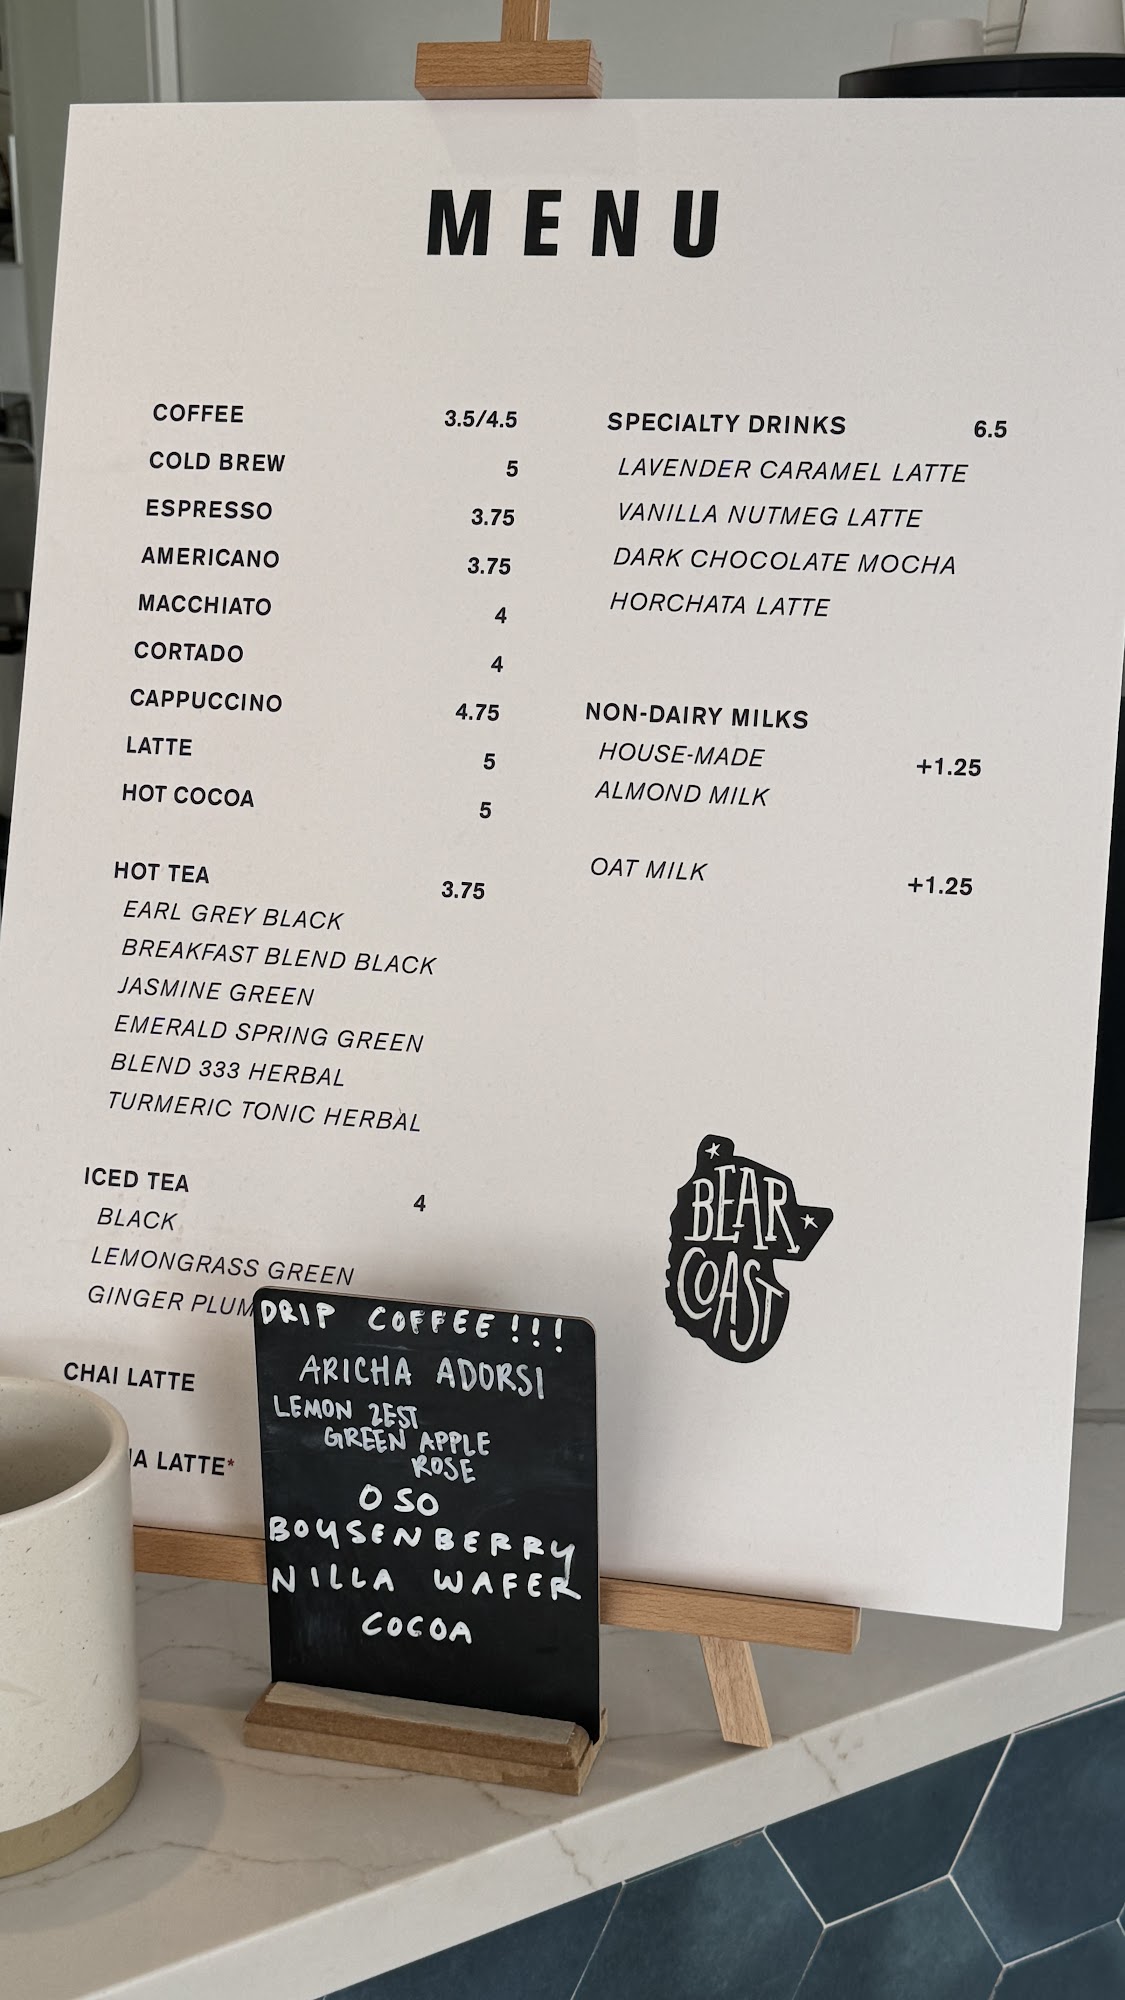 MENU
COFFEE 3.5/4.5
COLD BREW 5
ESPRESSO 3.75
AMERICANO 3.75
MACCHIATO 4
CORTADO 4
CAPPUCCINO 4.75
LATTE 5
HOT COCOA 5
HOT TEA 3.75
EARL GREY BLACK
BREAKFAST BLEND BLACK
JASMINE GREEN
EMERALD SPRING GREEN
BLEND 333 HERBAL
TURMERIC TONIC HERBAL
ICED TEA 4
BLACK
LEMONGRASS GREEN
GINGER PLUM
CHAI LATTE
LATTE*
SPECIALTY DRINKS 6.5
LAVENDER CARAMEL LATTE
VANILLA NUTMEG LATTE
DARK CHOCOLATE MOCHA
HORCHATA LATTE
NON-DAIRY MILKS
HOUSE-MADE +1.25
ALMOND MILK
OAT MILK +1.25
BEAR
COAST
DRIP COFFEE!!!
ARICHA ADORSI
LEMON ZEST
GREEN APPLE
ROSE
OSO
BOYSENBERRY
NILLA WAFER
COCOA